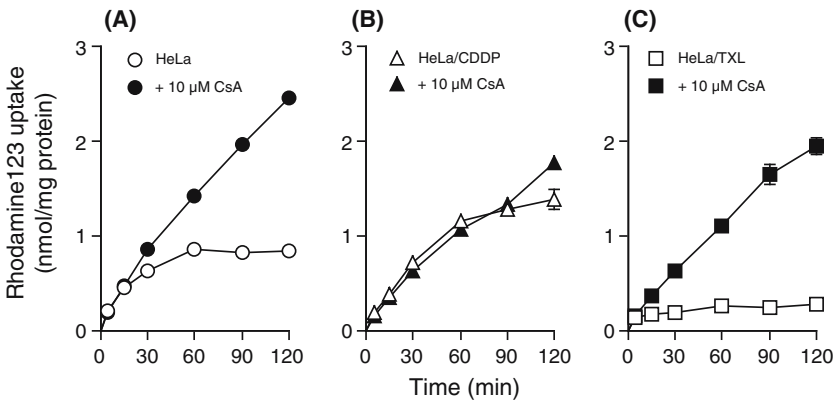 (A)
Rhodamine123 uptake
(nmol/mg protein)
3
2
1
0
HeLa
+ 10 µM CsA
0 30 60 90 120
(B)
3
2
1
0
HeLa/CDDP
+ 10 µM CsA
0 30 60 90 120
(C)
3
2
1
0
HeLa/TXL
+ 10 µM CsA
0 30 60 90 120
Time (min)